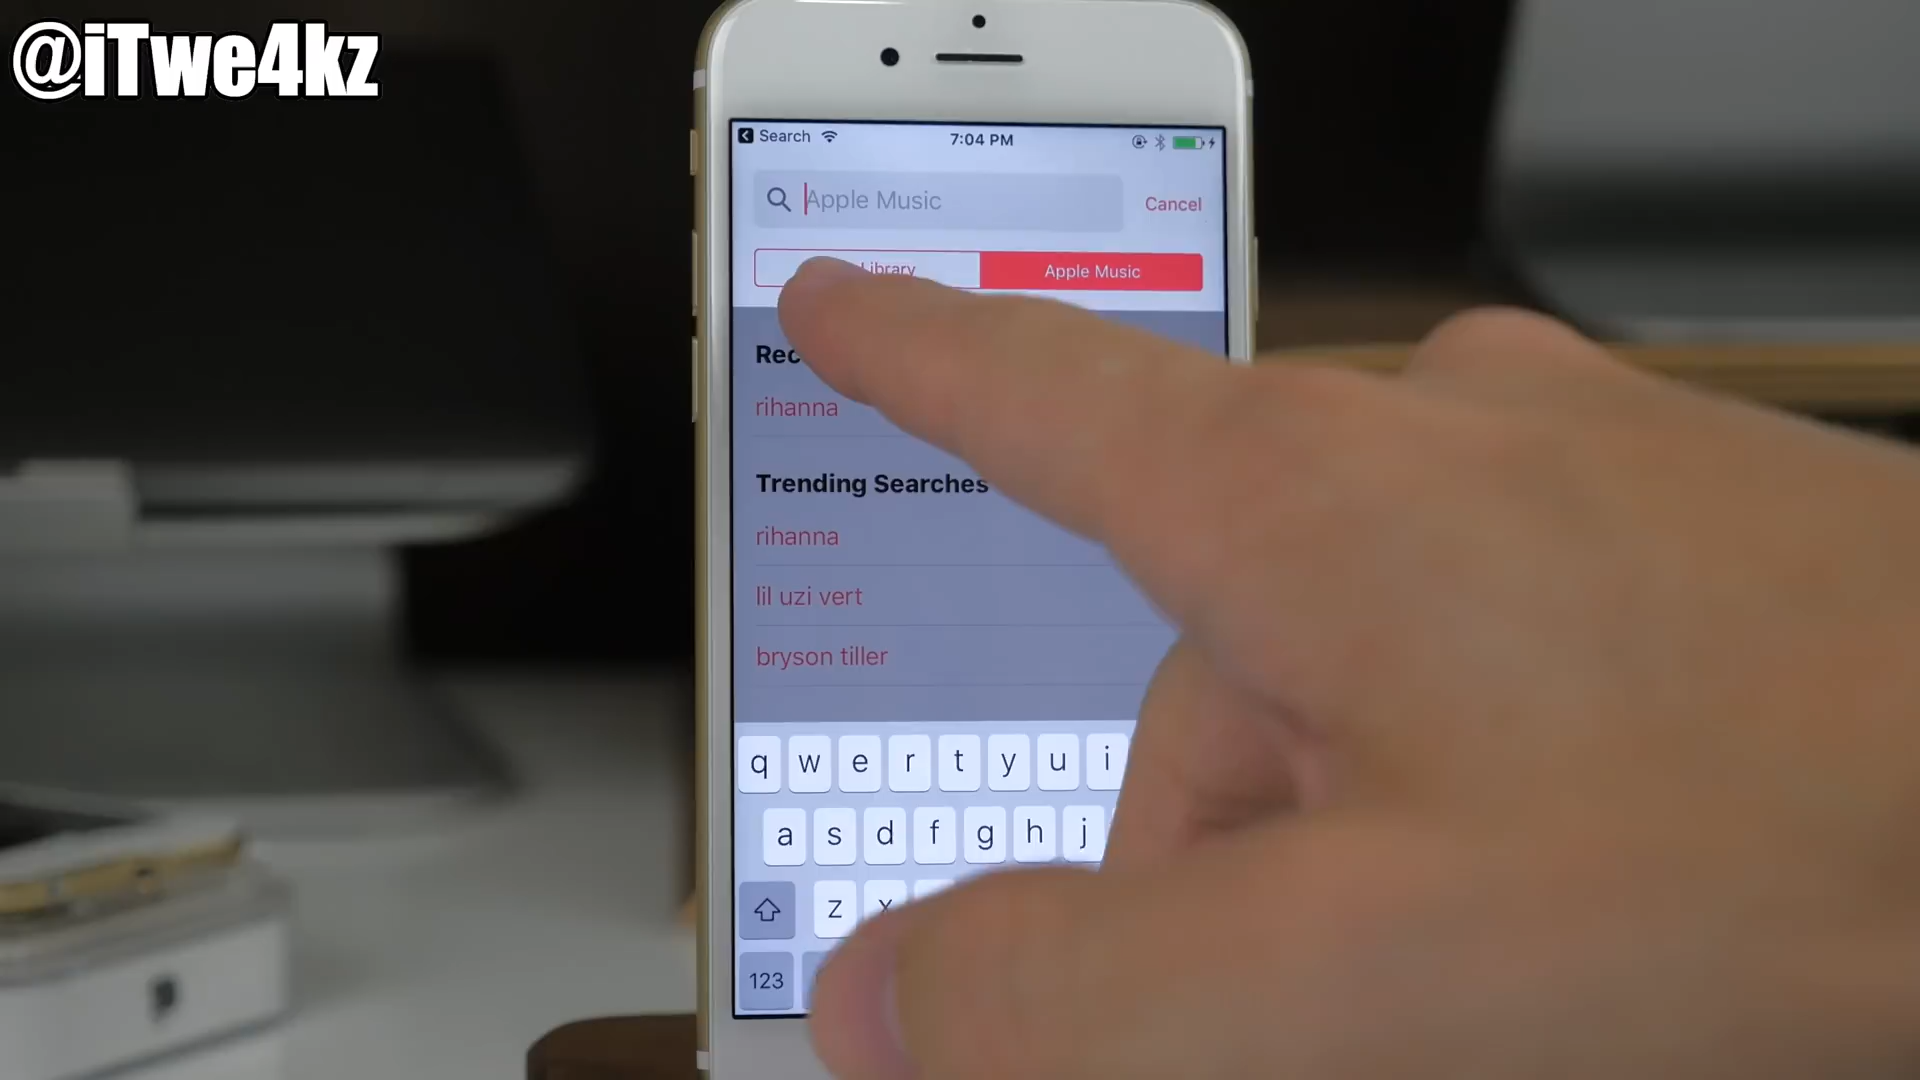 @iTwe4kz
Search 7:04 PM
Apple Music Cancel
Library Apple Music
rihanna
Trending Searches
rihanna
lil uzi vert
bryson tiller
q w e r t y u i
a s d f g h j
z x
123